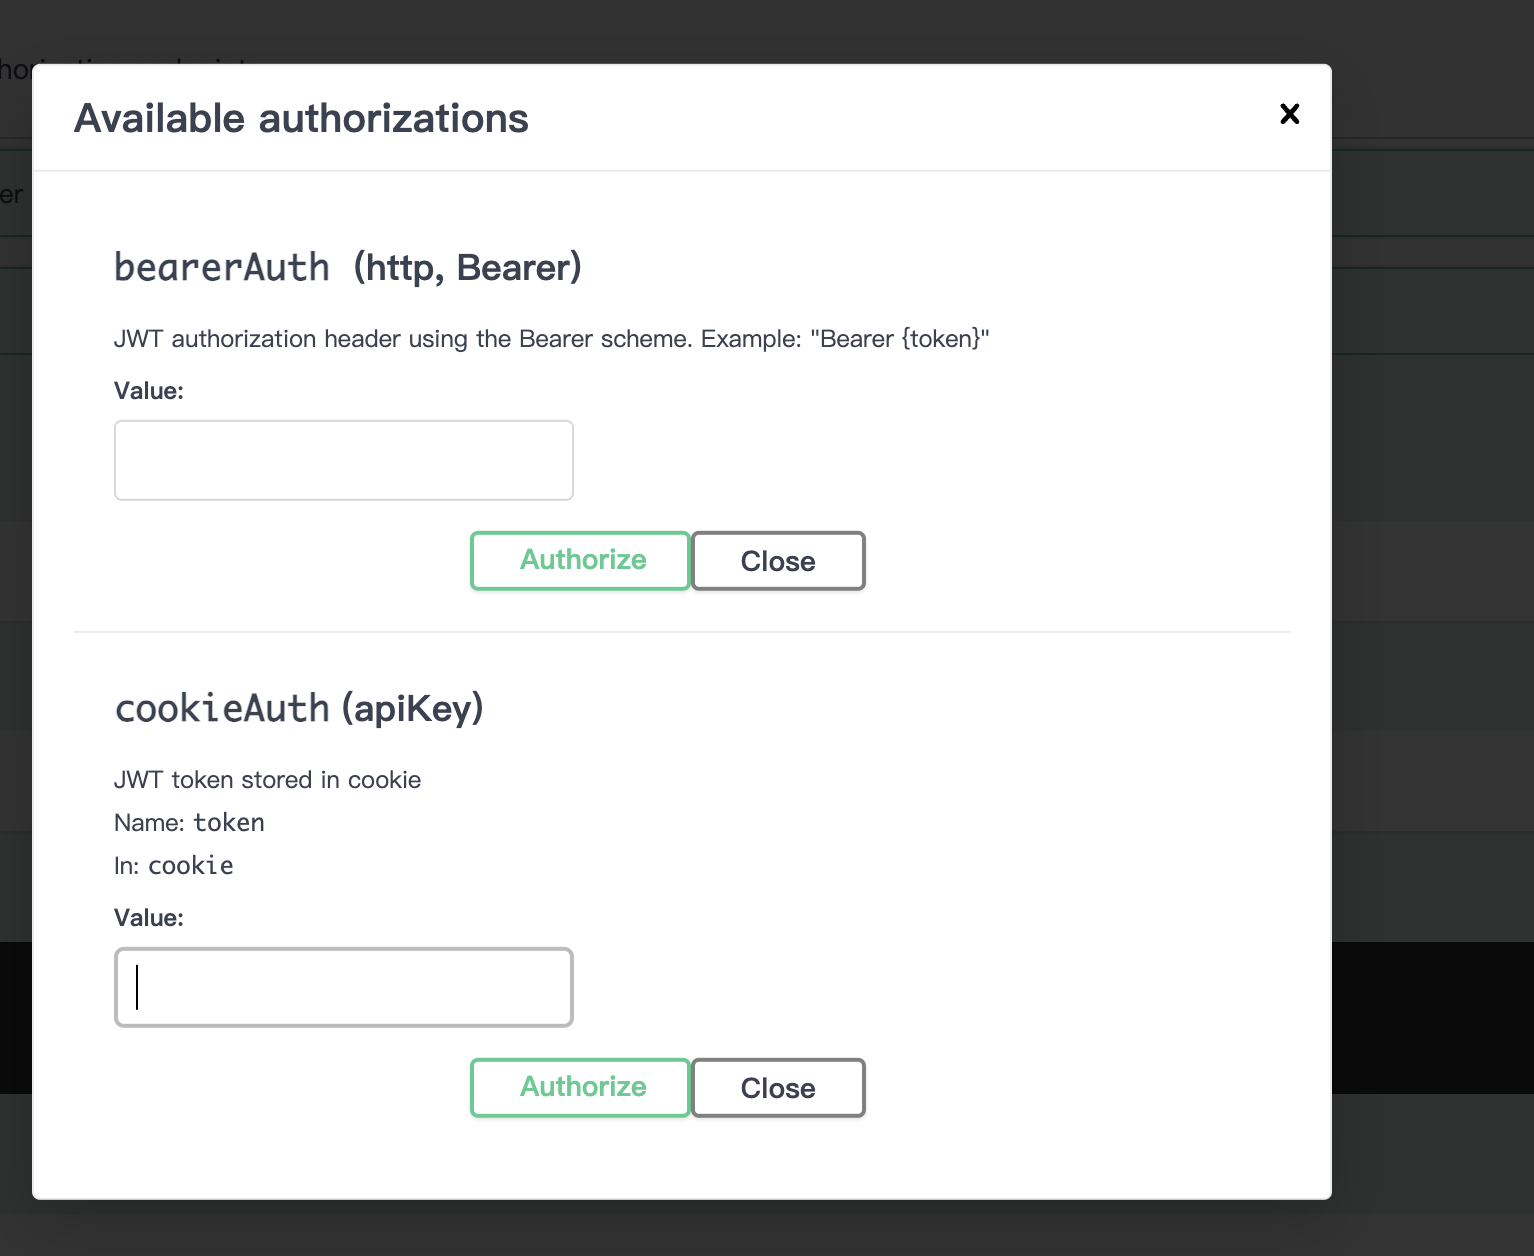 Available authorizations
er
bearerAuth (http, Bearer)
JWT authorization header using the Bearer scheme. Example: "Bearer {token}"
Value:
Authorize
Close
cookieAuth (apiKey)
JWT token stored in cookie
Name: token
In: cookie
Value:
Authorize
Close